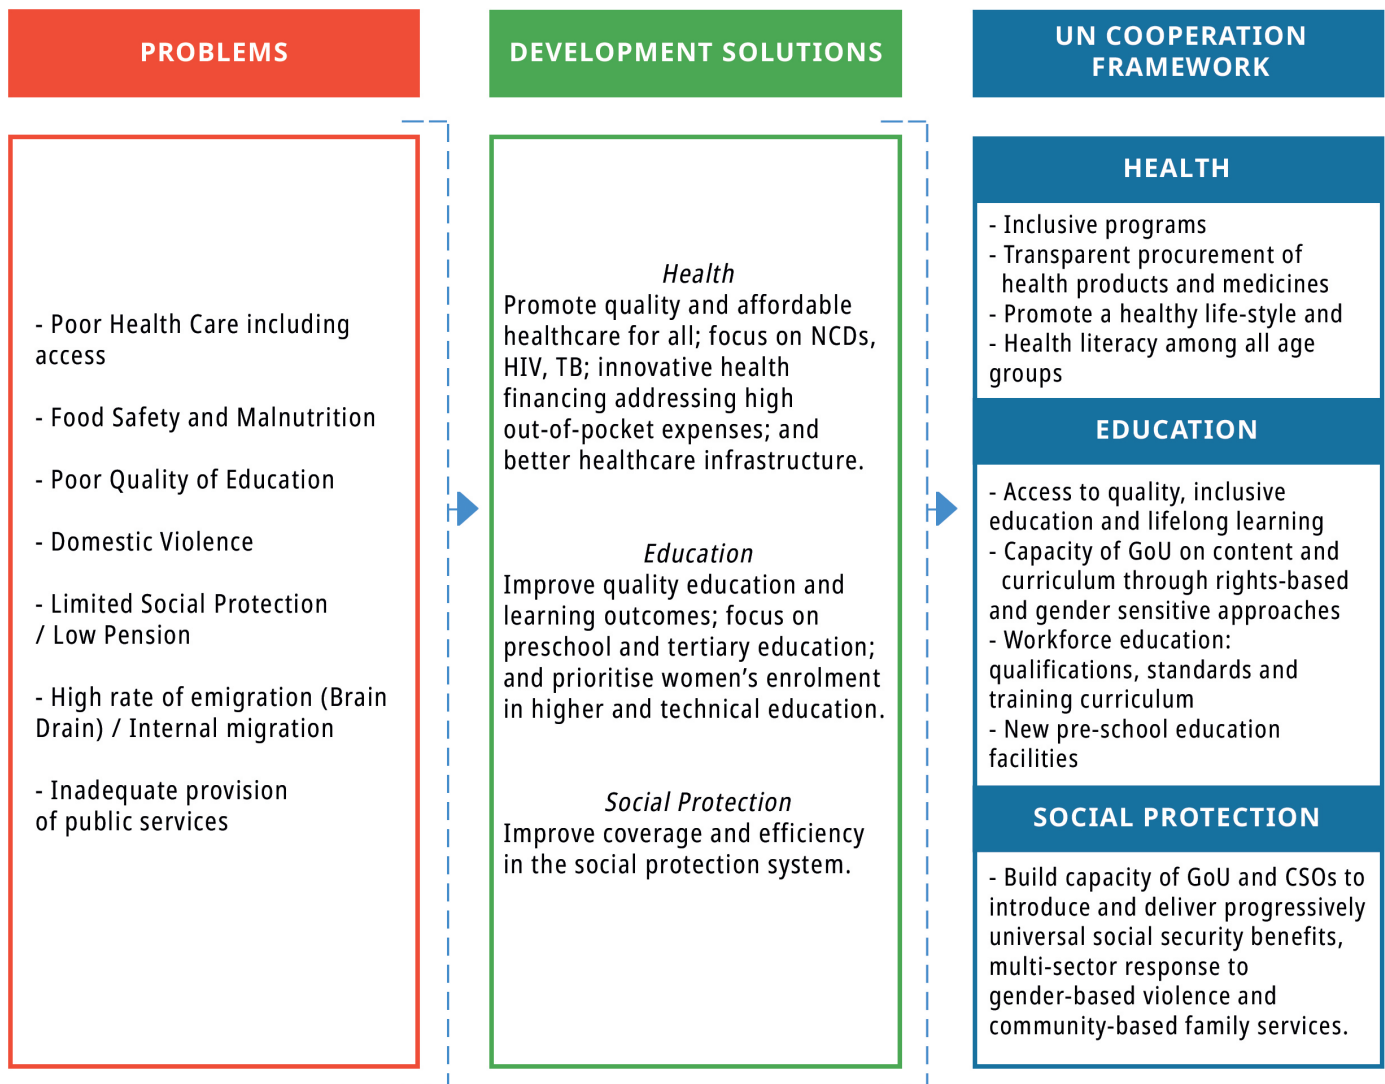 PROBLEMS
- Poor Health Care including
access
- Food Safety and Malnutrition
- Poor Quality of Education
- Domestic Violence
- Limited Social Protection
/ Low Pension
- High rate of emigration (Brain
Drain) / Internal migration
- Inadequate provision
of public services
DEVELOPMENT SOLUTIONS
Health
Promote quality and affordable
healthcare for all; focus on NCDs,
HIV, TB; innovative health
financing addressing high
out-of-pocket expenses; and
better healthcare infrastructure.
Education
Improve quality education and
learning outcomes; focus on
preschool and tertiary education;
and prioritise women’s enrolment
in higher and technical education.
Social Protection
Improve coverage and efficiency
in the social protection system.
UN COOPERATION
FRAMEWORK
HEALTH
- Inclusive programs
- Transparent procurement of
health products and medicines
- Promote a healthy life-style and
- Health literacy among all age
groups
EDUCATION
- Access to quality, inclusive
education and lifelong learning
- Capacity of GoU on content and
curriculum through rights-based
and gender sensitive approaches
- Workforce education:
qualifications, standards and
training curriculum
- New pre-school education
facilities
SOCIAL PROTECTION
- Build capacity of GoU and CSOs to
introduce and deliver progressively
universal social security benefits,
multi-sector response to
gender-based violence and
community-based family services.